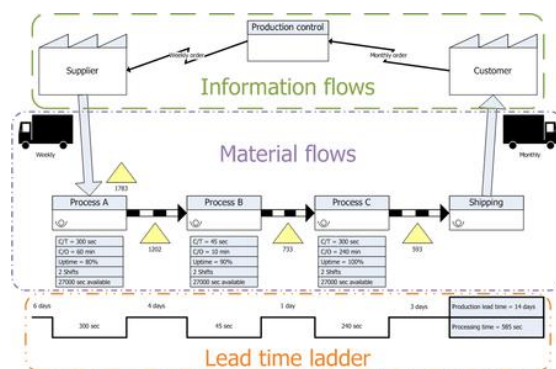 Production control
Weekly order
Monthly order
Supplier
Customer
Information flows
Weekly
Monthly
Material flows
1783
Process A
Process B
Process C
Shipping
1202
733
593
C/T = 300 sec
C/O = 60 min
Uptime = 80%
2 Shifts
27000 sec available
C/T = 45 sec
C/O = 10 min
Uptime = 90%
2 Shifts
27000 sec available
C/T = 300 sec
C/O = 240 min
Uptime = 100%
2 Shifts
27000 sec available
6 days
4 days
1 day
3 days
Production lead time = 14 days
300 sec
45 sec
240 sec
Processing time = 585 sec
Lead time ladder